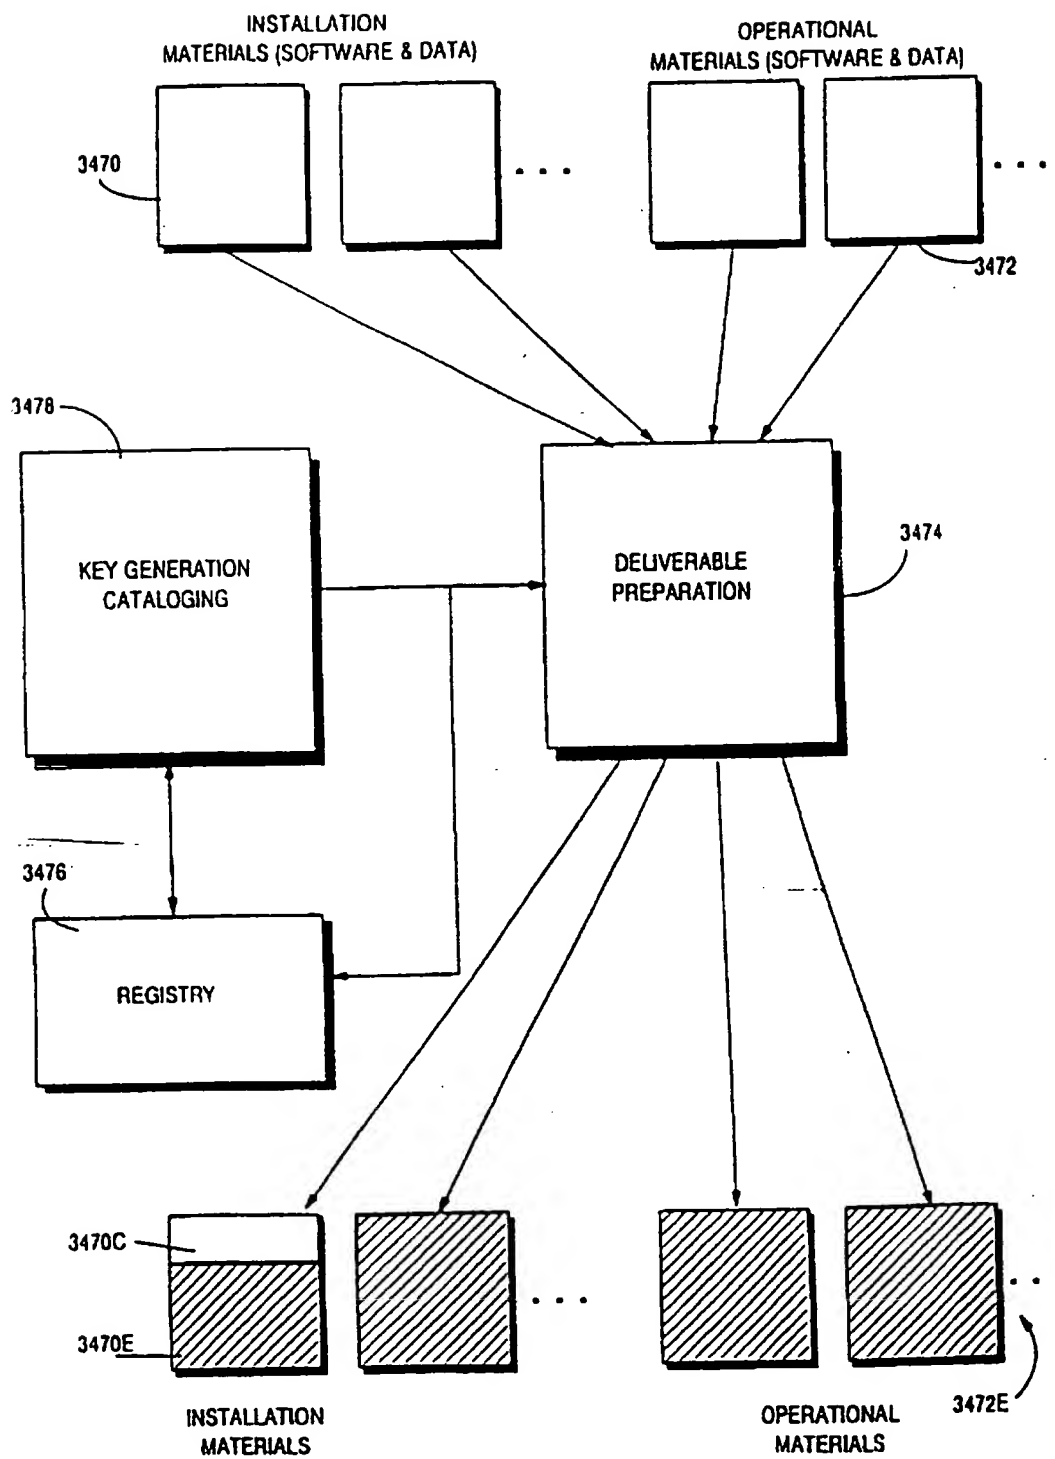 INSTALLATION
MATERIALS (SOFTWARE & DATA)
OPERATIONAL
MATERIALS (SOFTWARE & DATA)
3470
3472
3478
KEY GENERATION
CATALOGING
DELIVERABLE
PREPARATION
3474
3476
REGISTRY
3470C
3470E
3472E
INSTALLATION
MATERIALS
OPERATIONAL
MATERIALS